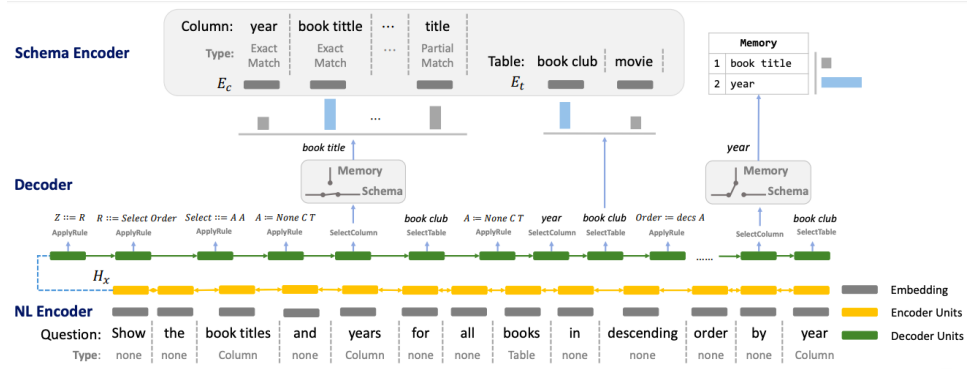 Schema Encoder
Column: year book tittle ... title
Type: Exact Match Exact Match ... Partial Match
Table: book club movie
E_c
E_t
Memory
1 book title
2 year
...
book title
year
Decoder
Memory
Schema
Memory
Schema
Z ::= R R ::= Select Order Select ::= A A A ::= None C T book club A ::= None C T year book club Order ≔ decs A book club
ApplyRule ApplyRule ApplyRule ApplyRule SelectColumn SelectTable ApplyRule SelectColumn SelectTable ApplyRule SelectColumn SelectTable
......
H_x
NL Encoder
Embedding
Encoder Units
Decoder Units
Question: Show the book titles and years for all books in descending order by year
Type: none none Column none Column none none Table none none none none Column